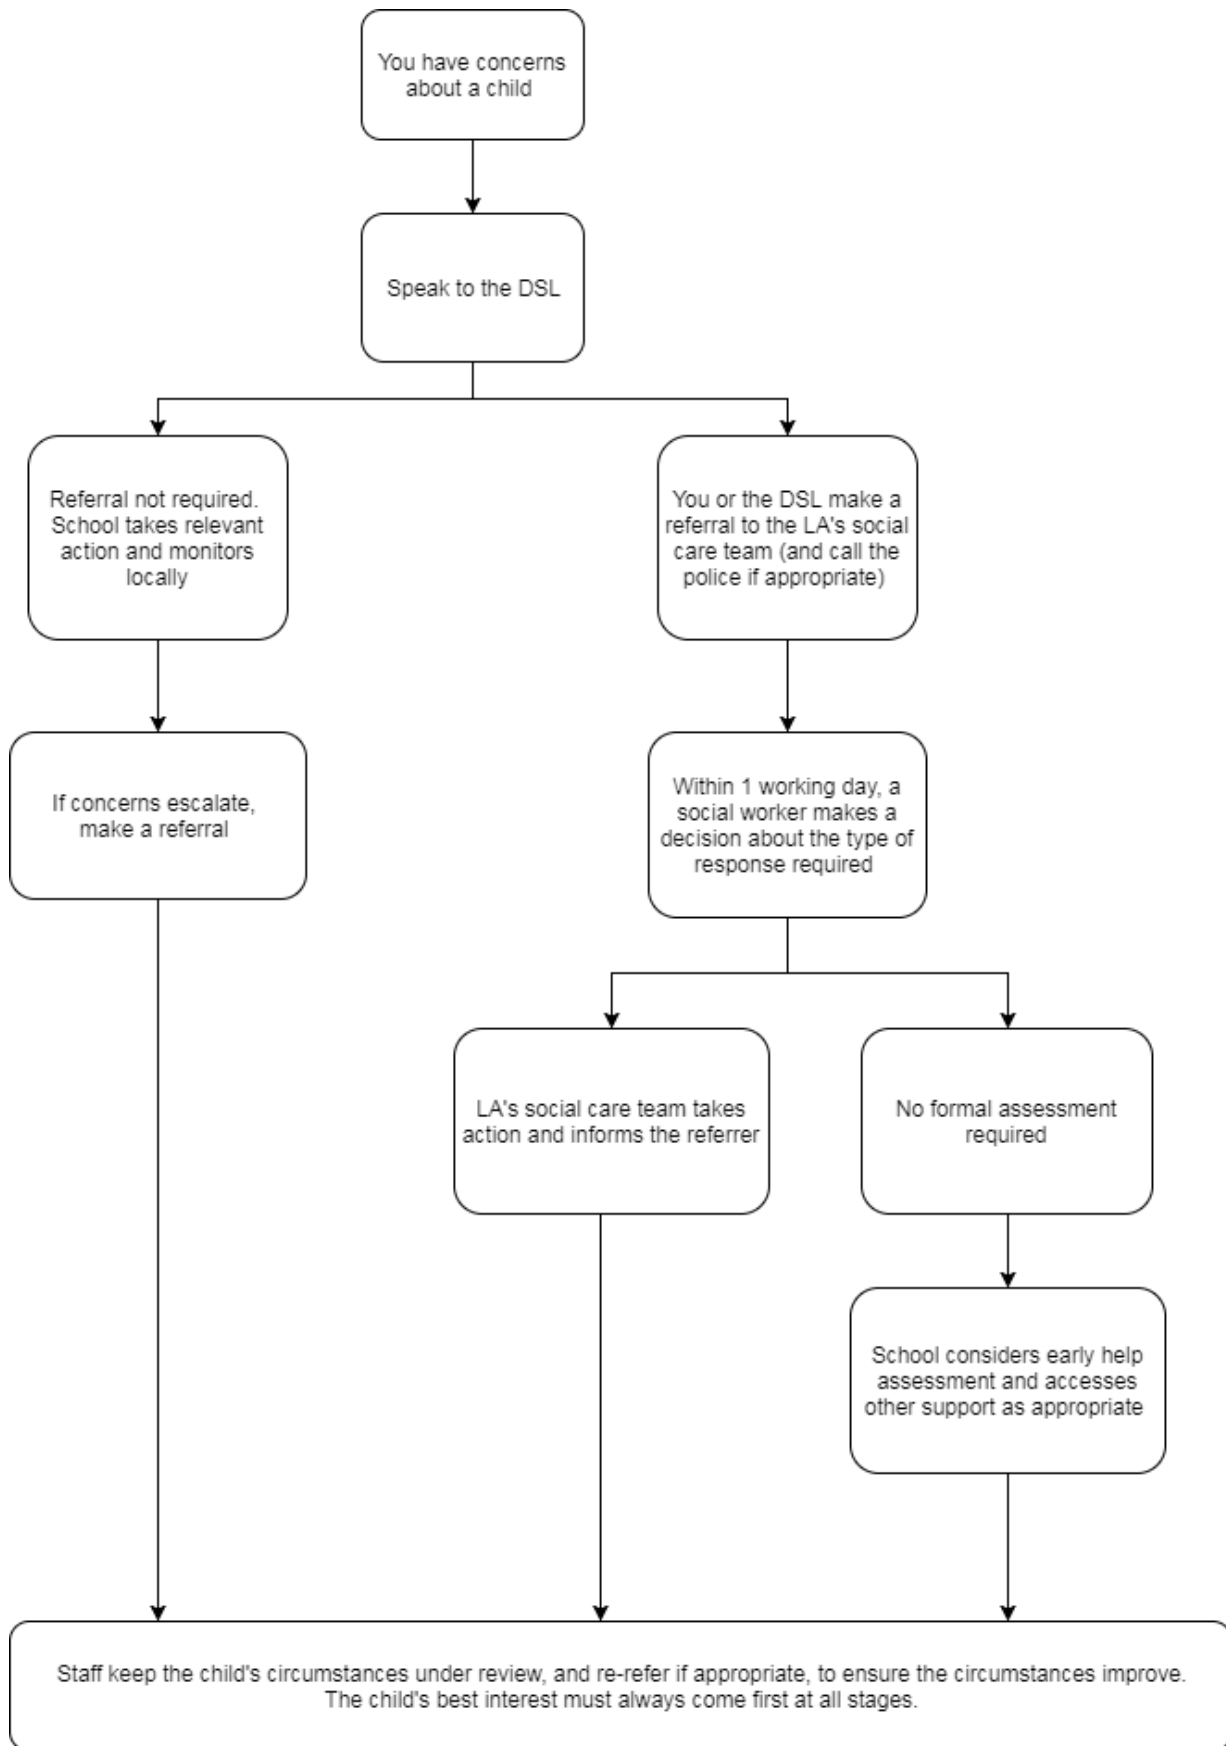 You have concerns
about a child
Speak to the DSL
Referral not required.
School takes relevant
action and monitors
locally
You or the DSL make a
referral to the LA's social
care team (and call the
police if appropriate)
If concerns escalate,
make a referral
Within 1 working day, a
social worker makes a
decision about the type of
response required
LA's social care team takes
action and informs the referrer
No formal assessment
required
School considers early help
assessment and accesses
other support as appropriate
Staff keep the child's circumstances under review, and re-refer if appropriate, to ensure the circumstances improve.
The child's best interest must always come first at all stages.